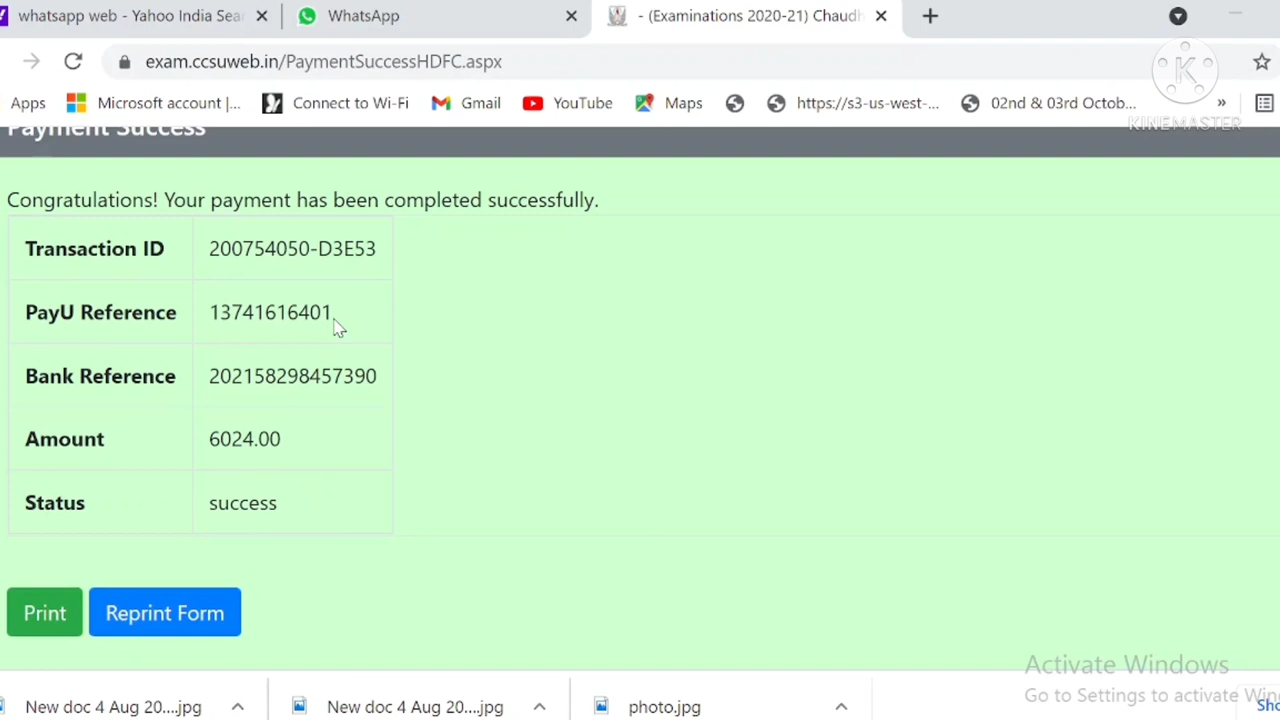 whatsapp web - Yahoo India Sea
WhatsApp
- (Examinations 2020-21) Chaudh
exam.ccsuweb.in/PaymentSuccessHDFC.aspx
K
KINEMASTER
Apps
Microsoft account |...
Connect to Wi-Fi
Gmail
YouTube
Maps
https://s3-us-west-...
02nd & 03rd Octob...
»
Payment Success
Congratulations! Your payment has been completed successfully.
Transaction ID 200754050-D3E53
PayU Reference 13741616401
Bank Reference 202158298457390
Amount 6024.00
Status success
Print Reprint Form
Activate Windows
Go to Settings to activate Win
New doc 4 Aug 20....jpg
New doc 4 Aug 20....jpg
photo.jpg
Sho